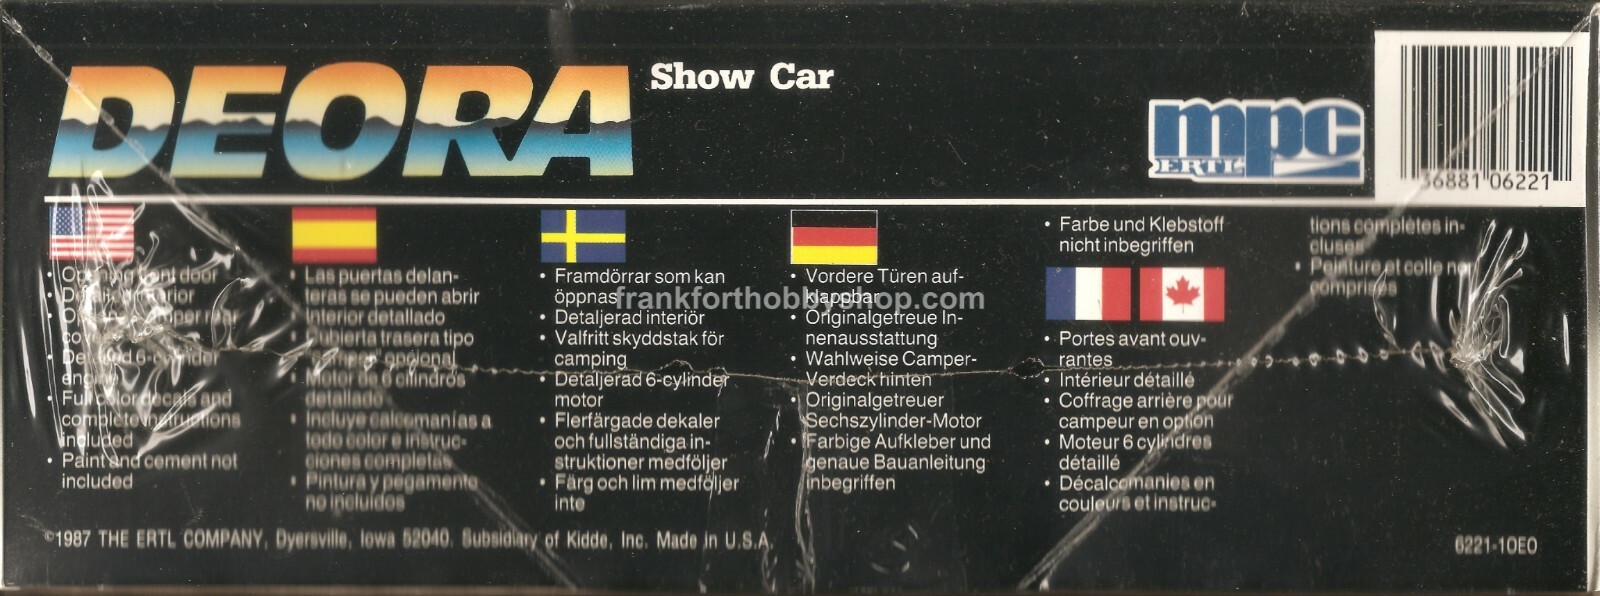 DEORA
Show Car
mpc
ERTL
36881 06221
• Opening front door
• Detailed interior
• camper rear
• Detailed 6-cylinder
engine
• Full color decals and
complete instructions
included
• Paint and cement not
included
• Las puertas delan-
teras se pueden abrir
• Interior detallado
• Cubierta trasera tipo
opcional
• Motor de 6 cilindros
detallado
• Incluye calcomanías a
todo color e instruc-
ciones completas
• Pintura y pegamento
no incluidos
• Framdörrar som kan
öppnas
• Detaljerad interiör
• Valfritt skyddstak för
camping
• Detaljerad 6-cylinder
motor
• Flerfärgade dekaler
och fullständiga in-
struktioner medföljer
• Färg och lim medföljer
inte
• Vordere Türen auf-
klappbar
• Originalgetreue In-
nenausstattung
• Wahlweise Camper-
Verdeck hinten
• Originalgetreuer
Sechszylinder-Motor
• Farbige Aufkleber und
genaue Bauanleitung
inbegriffen
• Farbe und Klebstoff
nicht inbegriffen
• Portes avant ouv-
rantes
• Intérieur détaillé
• Coffrage arrière pour
campeur en option
• Moteur 6 cylindres
détaillé
• Décalcomanies en
couleurs et instruc-
tions complètes in-
cluses
• Peinture et colle non
comprises
frankforthobbyshop.com
©1987 THE ERTL COMPANY, Dyersville, Iowa 52040. Subsidiary of Kidde, Inc. Made in U.S.A.
6221-10E0